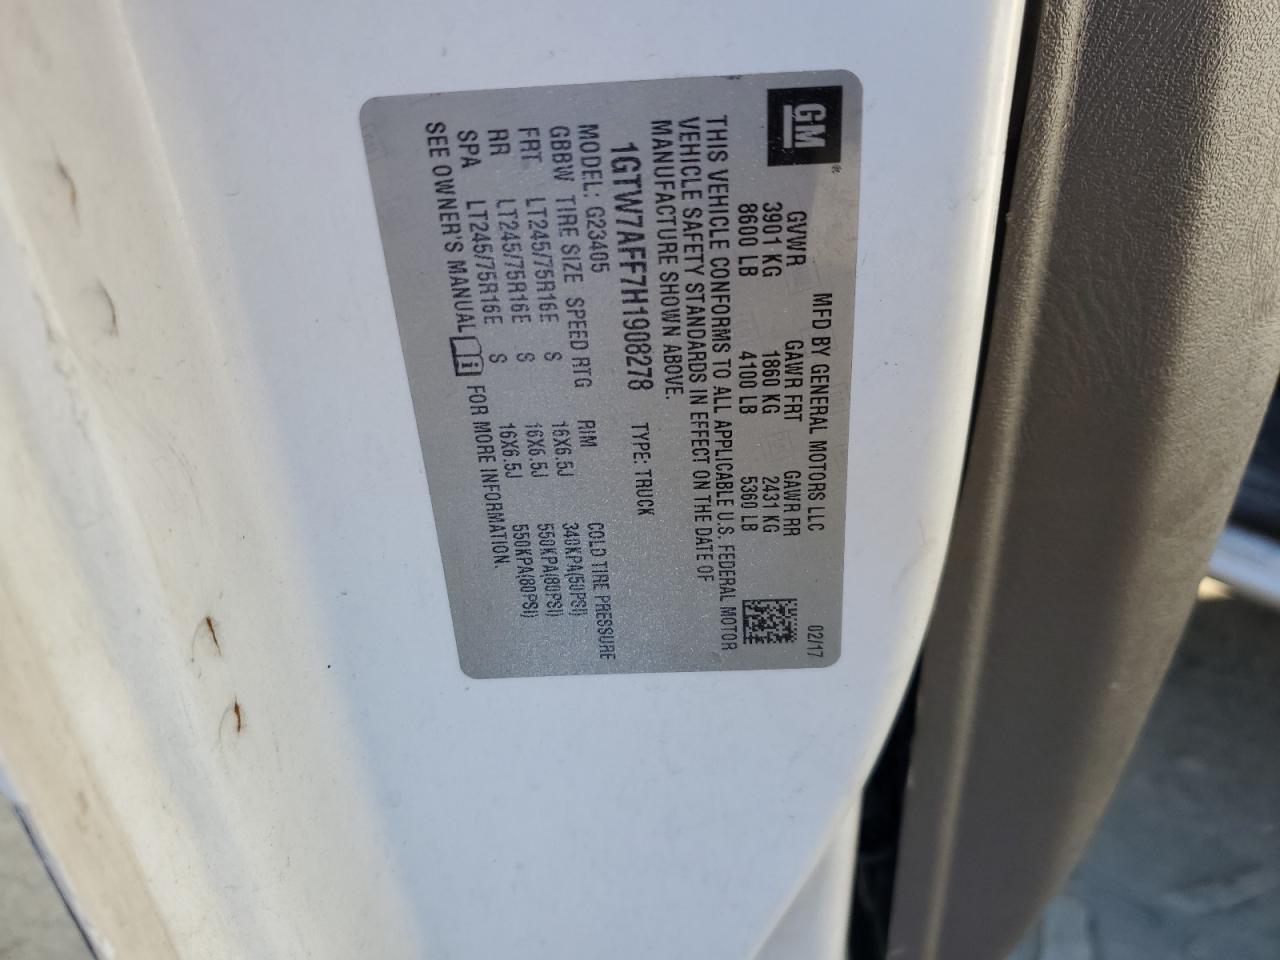 GM
MFD BY GENERAL MOTORS LLC 02/17
GVWR GAWR FRT GAWR RR
3901 KG 1860 KG 2431 KG
8600 LB 4100 LB 5360 LB
THIS VEHICLE CONFORMS TO ALL APPLICABLE U.S. FEDERAL MOTOR
VEHICLE SAFETY STANDARDS IN EFFECT ON THE DATE OF
MANUFACTURE SHOWN ABOVE.
1GTW7AFF7H1908278 TYPE: TRUCK
MODEL: G23405
GBBW TIRE SIZE SPEED RTG RIM COLD TIRE PRESSURE
FRT LT245/75R16E S 16X6.5J 340KPA(50PSI)
RR LT245/75R16E S 16X6.5J 550KPA(80PSI)
SPA LT245/75R16E S 16X6.5J 550KPA(80PSI)
SEE OWNER'S MANUAL i FOR MORE INFORMATION.